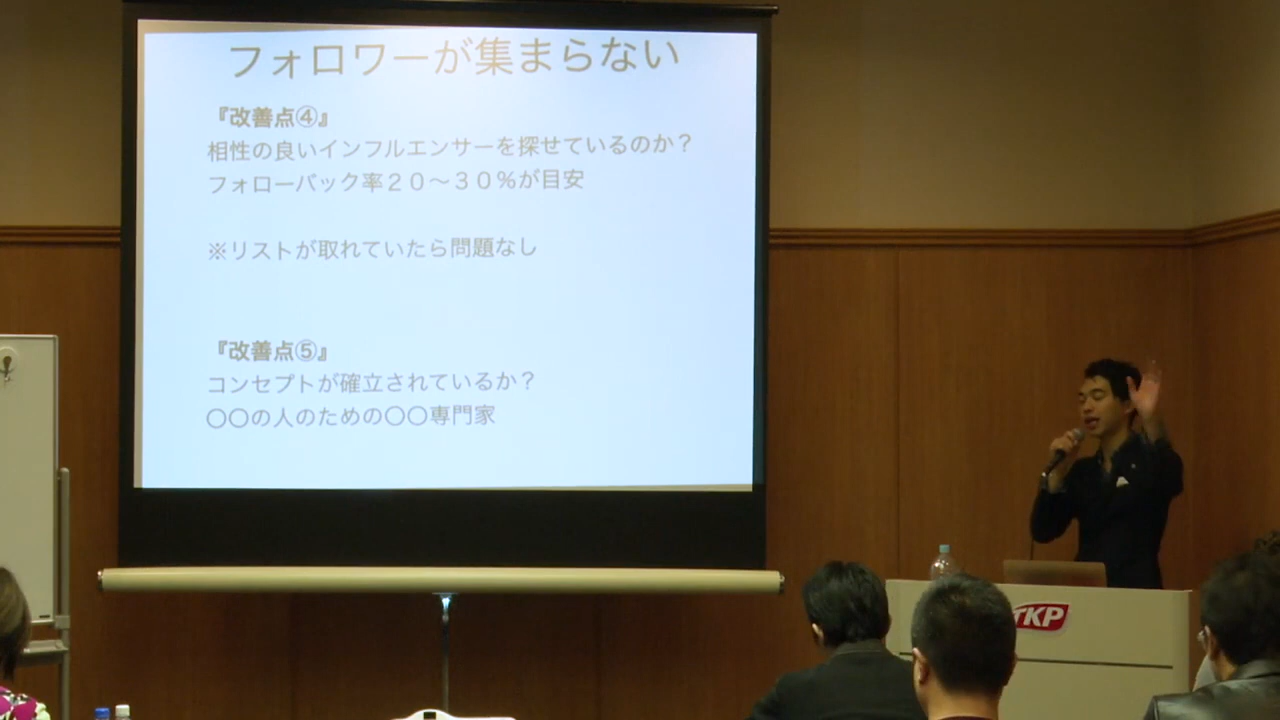 フォロワーが集まらない
『改善点④』
相性の良いインフルエンサーを探せているのか？
フォローバック率２０〜３０％が目安
※リストが取れていたら問題なし
『改善点⑤』
コンセプトが確立されているか？
〇〇の人のための〇〇専門家
TKP